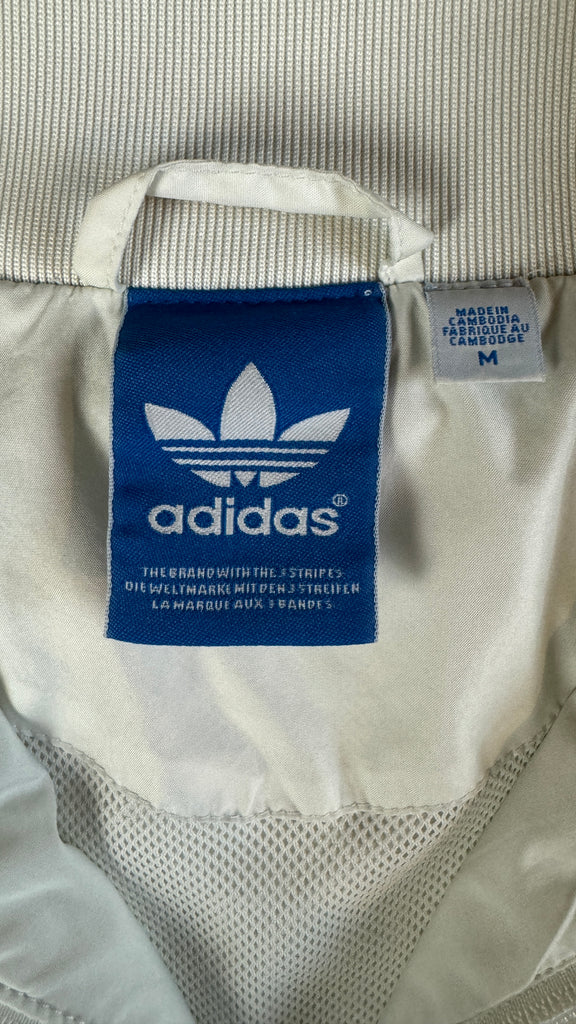 adidas®
THE BRAND WITH THE 3 STRIPES
DIE WELTMARKE MIT DEN 3 STREIFEN
LA MARQUE AUX 3 BANDES
MADE IN
CAMBODIA
FABRIQUE AU
CAMBODGE
M